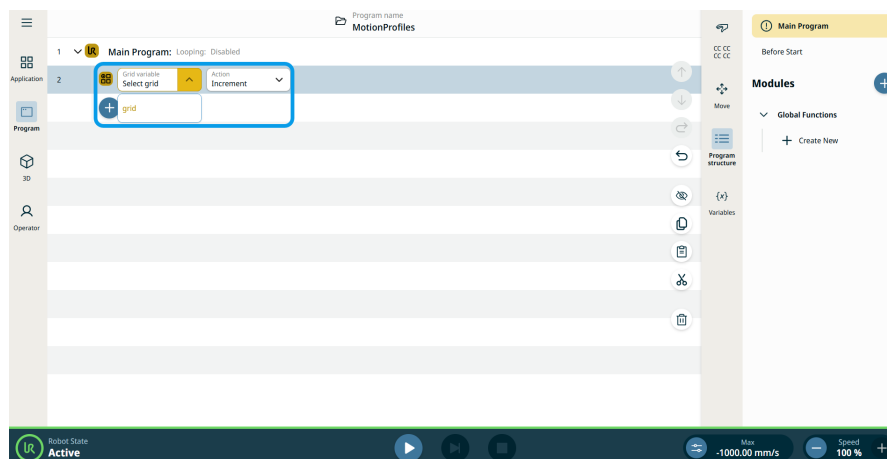 Program name
MotionProfiles
Main Program
1 UR Main Program: Looping: Disabled
CC CC
CC CC
Before Start
Application
2
Grid variable
Select grid
Action
Increment
Modules
Move
grid
Global Functions
Program
Create New
Program
structure
3D
{x}
Variables
Operator
UR
Robot State
Active
Max
-1000.00 mm/s
Speed
100 %